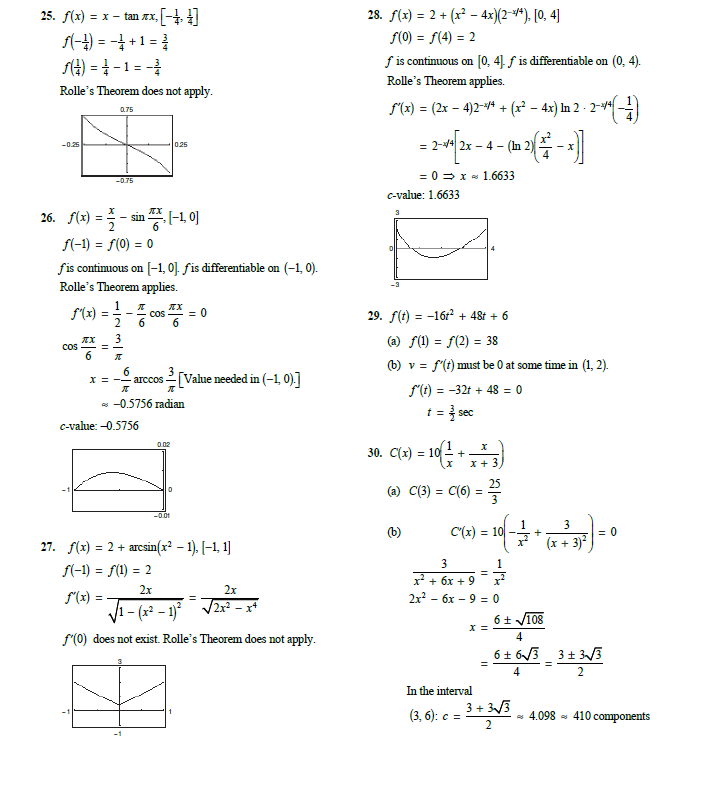 25. f(x) = x − tan πx, [−1/4, 1/4]
f(−1/4) = −1/4 + 1 = 3/4
f(1/4) = 1/4 − 1 = −3/4
Rolle's Theorem does not apply.
0.75
−0.25 0.25
−0.75
26. f(x) = x/2 − sin πx/6, [−1, 0]
f(−1) = f(0) = 0
f is continuous on [−1, 0]. f is differentiable on (−1, 0).
Rolle's Theorem applies.
f′(x) = 1/2 − π/6 cos πx/6 = 0
cos πx/6 = 3/π
x = −6/π arccos 3/π [Value needed in (−1, 0).]
≈ −0.5756 radian
c-value: −0.5756
0.02
−1 0
−0.01
27. f(x) = 2 + arcsin(x² − 1), [−1, 1]
f(−1) = f(1) = 2
f′(x) = 2x/√(1 − (x² − 1)²) = 2x/√(2x² − x⁴)
f′(0) does not exist. Rolle's Theorem does not apply.
3
−1 1
−1
28. f(x) = 2 + (x² − 4x)(2^(−x/4)), [0, 4]
f(0) = f(4) = 2
f is continuous on [0, 4]. f is differentiable on (0, 4).
Rolle's Theorem applies.
f′(x) = (2x − 4)2^(−x/4) + (x² − 4x) ln 2 · 2^(−x/4)(−1/4)
= 2^(−x/4)[2x − 4 − (ln 2)(x²/4 − x)]
= 0 ⇒ x ≈ 1.6633
c-value: 1.6633
3
0 4
−3
29. f(t) = −16t² + 48t + 6
(a) f(1) = f(2) = 38
(b) v = f′(t) must be 0 at some time in (1, 2).
f′(t) = −32t + 48 = 0
t = 3/2 sec
30. C(x) = 10(1/x + x/(x + 3))
(a) C(3) = C(6) = 25/3
(b) C′(x) = 10(−1/x² + 3/(x + 3)²) = 0
3/(x² + 6x + 9) = 1/x²
2x² − 6x − 9 = 0
x = (6 ± √108)/4
= (6 ± 6√3)/4 = (3 ± 3√3)/2
In the interval
(3, 6): c = (3 + 3√3)/2 ≈ 4.098 ≈ 410 components